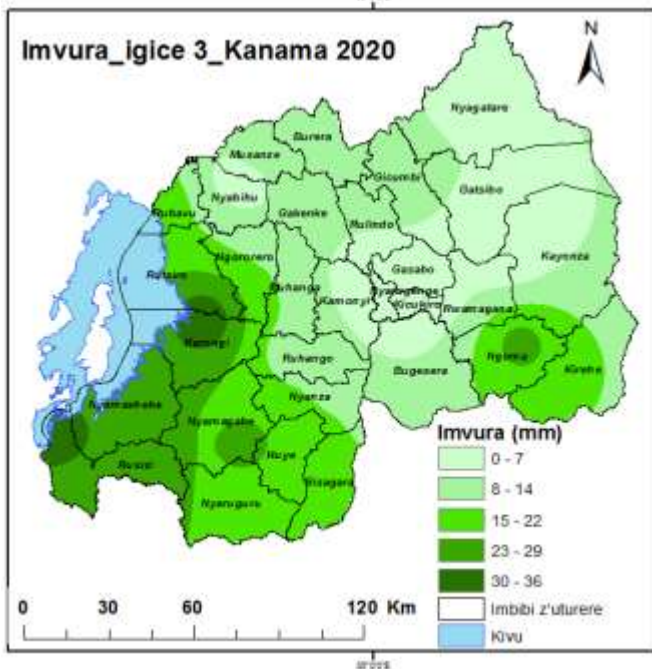 Imvura_igice 3_Kanama 2020
N
Nyagatare
Burera
Musanze
Gicumbi
Gatsibo
Nyabihu
Rubavu
Gakenke
Rulindo
Kayonza
Ngororero
Rutsiro
Gasabo
Muhanga
Kamonyi
Nyarugenge
Kicukiro
Rwamagana
Karongi
Ngoma
Ruhango
Bugesera
Kirehe
Nyanza
Nyamasheke
Nyamagabe
Huye
Rusizi
Gisagara
Nyaruguru
Imvura (mm)
0 - 7
8 - 14
15 - 22
23 - 29
30 - 36
Imbibi z'uturere
Kivu
0 30 60 120 Km